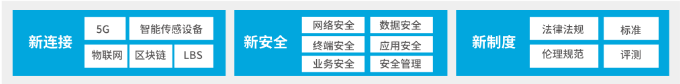 新连接
5G 智能传感设备
物联网 区块链 LBS
新安全
网络安全 数据安全
终端安全 应用安全
业务安全 安全管理
新制度
法律法规 标准
伦理规范 评测